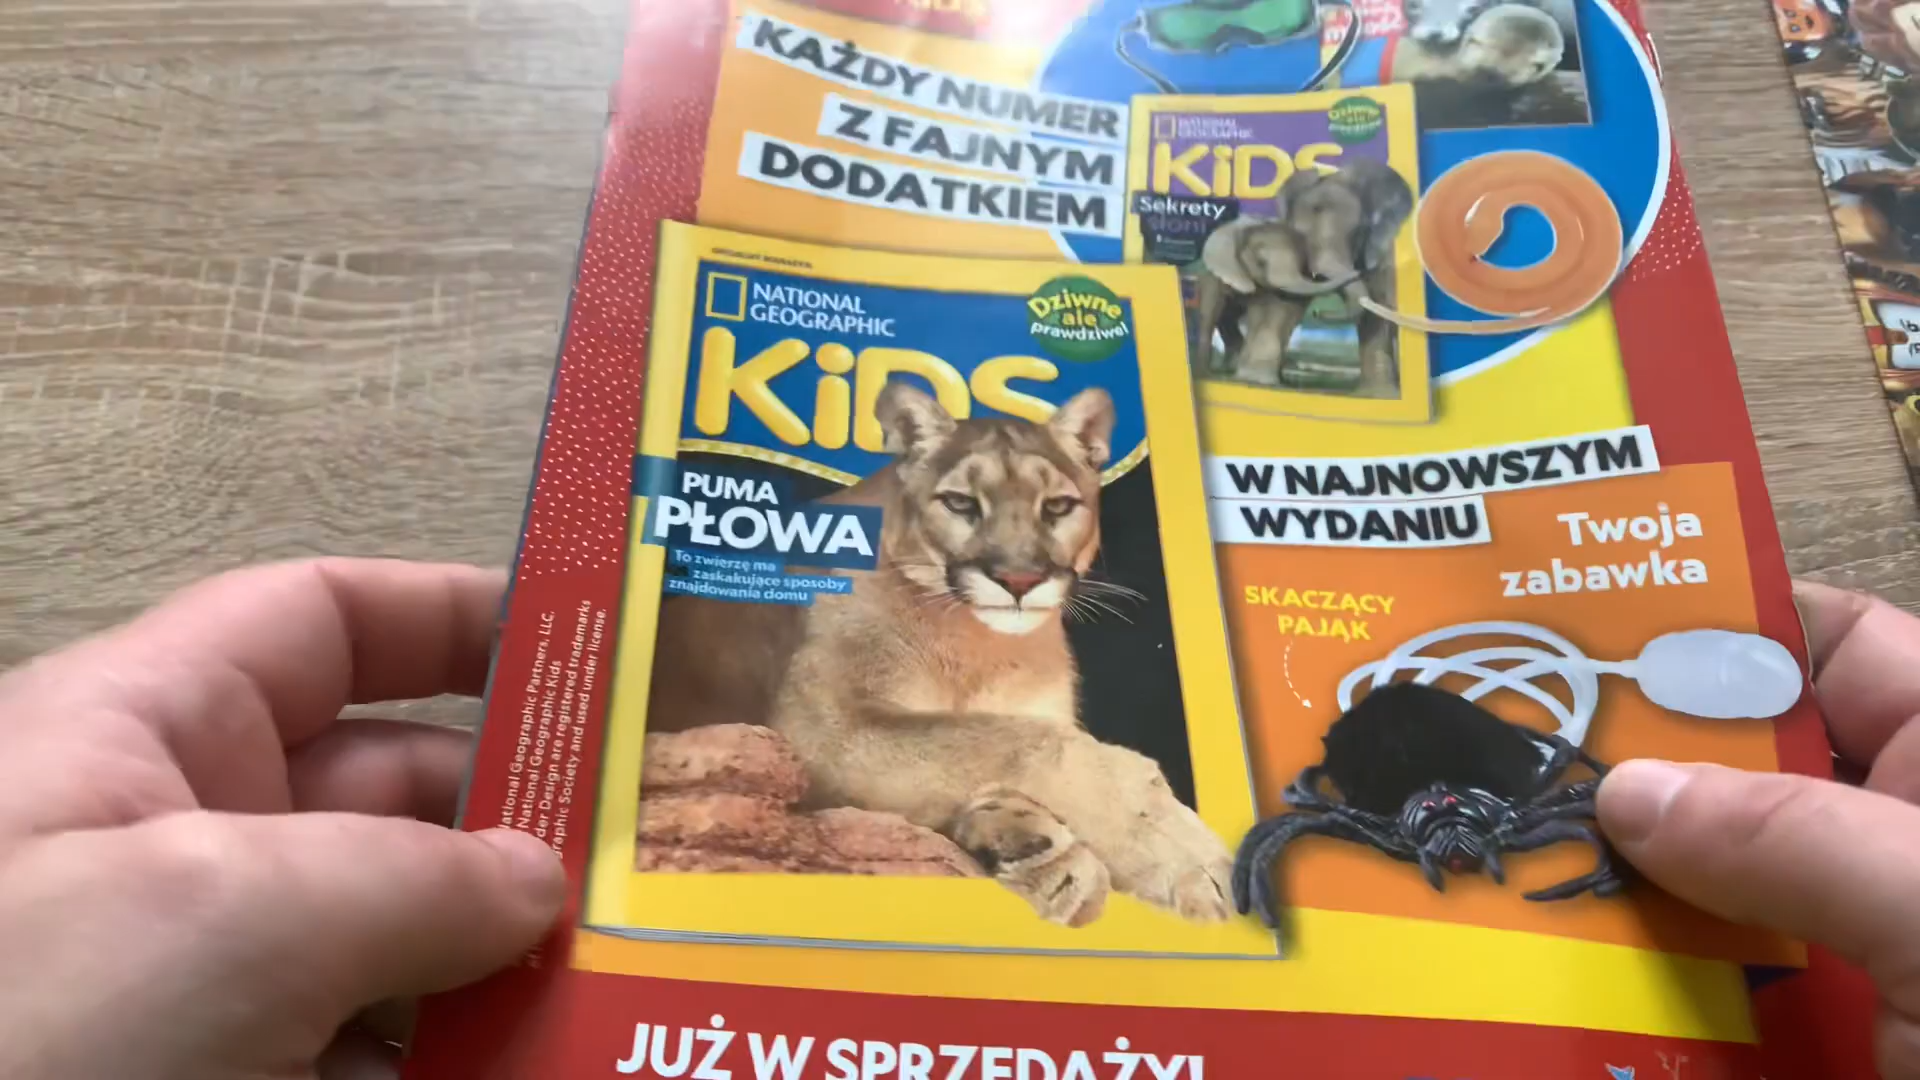 KAŻDY NUMER
Z FAJNYM
DODATKIEM
NATIONAL
GEOGRAPHIC
KiDS
Sekrety
słoni
Dziwne
ale
prawdziwe!
NATIONAL
GEOGRAPHIC
KiDS
PUMA
PŁOWA
To zwierzę ma
zaskakujące sposoby
znajdowania domu
W NAJNOWSZYM
WYDANIU
Twoja
zabawka
SKACZĄCY
PAJĄK
National Geographic Partners, LLC.
National Geographic Kids
der Design are registered trademarks
Society and used under license.
JUŻ W SPRZEDAŻY!